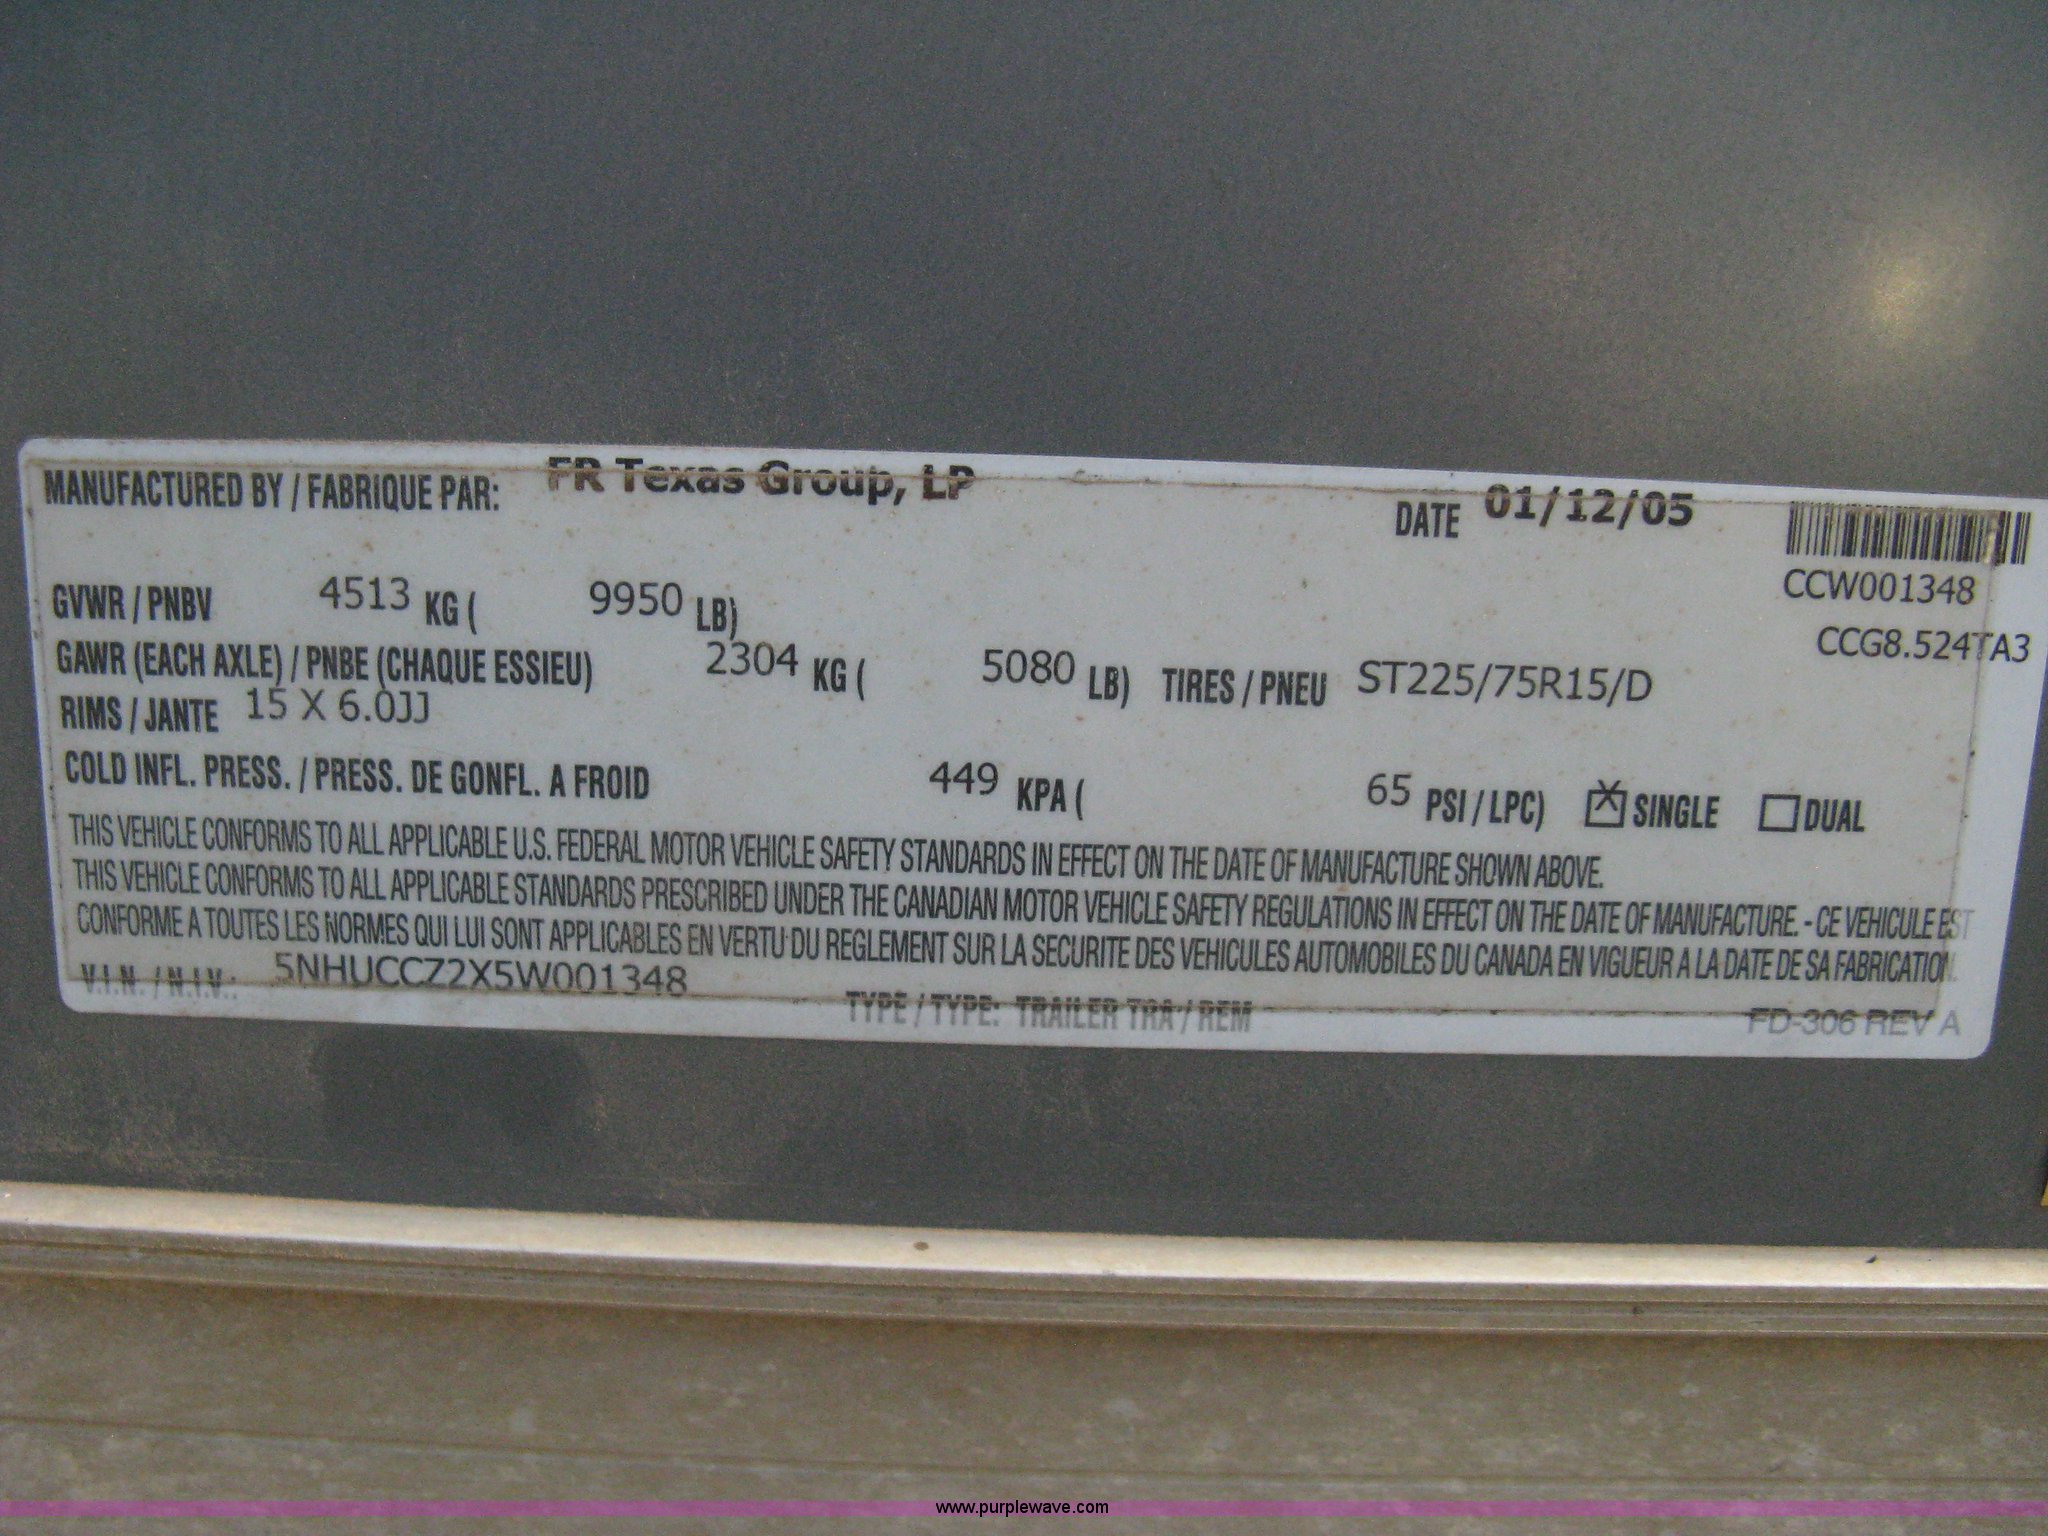 MANUFACTURED BY / FABRIQUE PAR: FR Texas Group, LP DATE 01/12/05
CCW001348
GVWR / PNBV 4513 KG ( 9950 LB)
CCG8.524TA3
GAWR (EACH AXLE) / PNBE (CHAQUE ESSIEU) 2304 KG ( 5080 LB) TIRES / PNEU ST225/75R15/D
RIMS / JANTE 15 X 6.0JJ
COLD INFL. PRESS. / PRESS. DE GONFL. A FROID 449 KPA ( 65 PSI / LPC) X SINGLE DUAL
THIS VEHICLE CONFORMS TO ALL APPLICABLE U.S. FEDERAL MOTOR VEHICLE SAFETY STANDARDS IN EFFECT ON THE DATE OF MANUFACTURE SHOWN ABOVE.
THIS VEHICLE CONFORMS TO ALL APPLICABLE STANDARDS PRESCRIBED UNDER THE CANADIAN MOTOR VEHICLE SAFETY REGULATIONS IN EFFECT ON THE DATE OF MANUFACTURE. - CE VEHICULE EST
CONFORME A TOUTES LES NORMES QUI LUI SONT APPLICABLES EN VERTU DU REGLEMENT SUR LA SECURITE DES VEHICULES AUTOMOBILES DU CANADA EN VIGUEUR A LA DATE DE SA FABRICATION.
V.I.N. / N.I.V.: 5NHUCCZ2X5W001348 TYPE / TYPE: TRAILER TRA / REM FD-306 REV A
www.purplewave.com